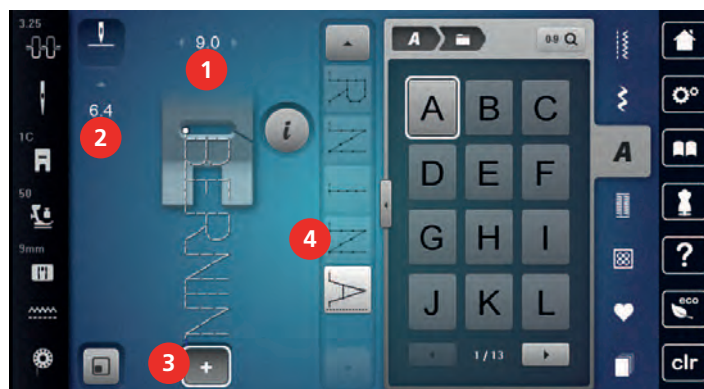 3.25
9.0
A
0-9
1
6.4
2
i
R
N
I
N
A
A B C
D E F
G H I
J K L
A
1C
50
9mm
4
BERNIN
?
eco
3
+
1/13
clr